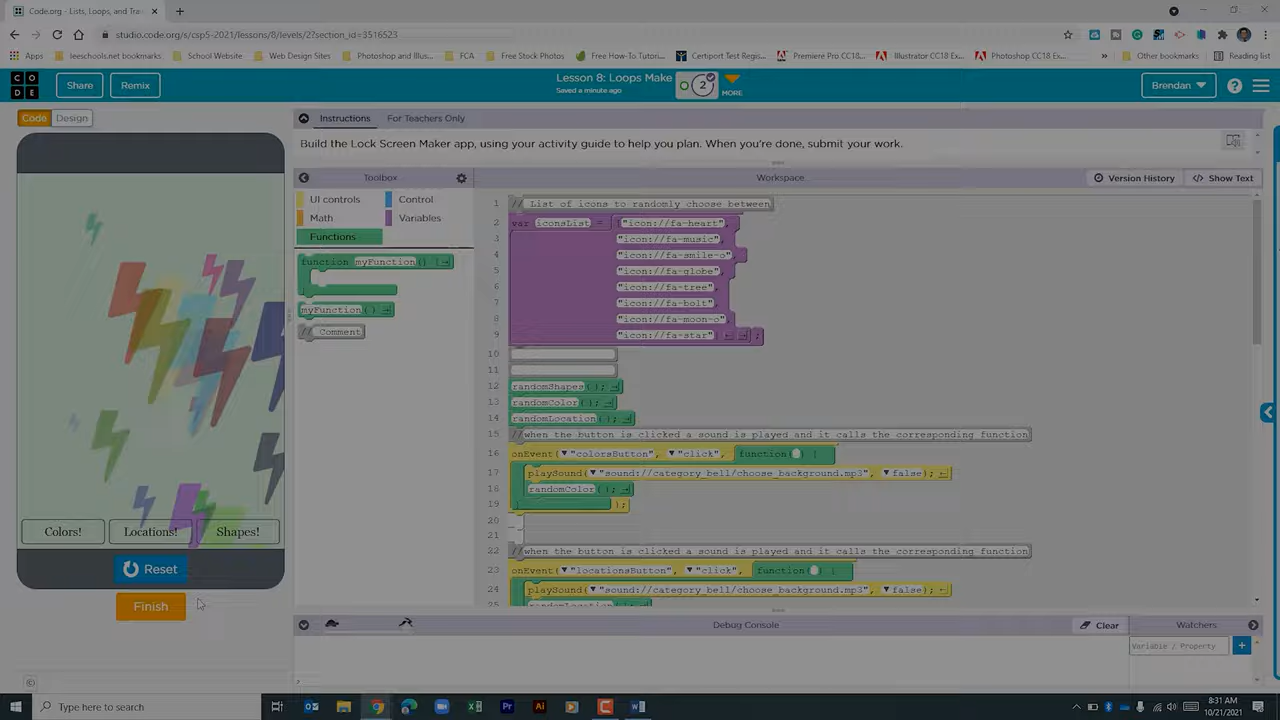 Code.org - Lists, Loops, and Tra
studio.code.org/s/csp5-2021/lessons/8/levels/2?section_id=3516523
Apps leeschools.net bookmarks School Website Web Design Sites Photoshop and Illustr... FCA Free Stock Photos Free How-To Tutori... Certiport Test Regist... Premiere Pro CC18... Illustrator CC18 Ex... Photoshop CC18 Ex... » Other bookmarks Reading list
CODE Share Remix Lesson 8: Loops Make 2 MORE Brendan ?
Saved a minute ago
Code Design Instructions For Teachers Only
Build the Lock Screen Maker app, using your activity guide to help you plan. When you're done, submit your work.
Toolbox Workspace Version History </> Show Text
UI controls Control
Math Variables
Functions
function myFunction()
myFunction()
// Comment
1 // List of icons to randomly choose between
2 var iconsList = "icon://fa-heart",
3 "icon://fa-music",
4 "icon://fa-smile-o",
5 "icon://fa-globe",
6 "icon://fa-tree",
7 "icon://fa-bolt",
8 "icon://fa-moon-o",
9 "icon://fa-star" ;
10
11
12 randomShapes();
13 randomColor();
14 randomLocation();
15 //when the button is clicked a sound is played and it calls the corresponding function
16 onEvent("colorsButton", "click", function( ) {
17 playSound("sound://category_bell/choose_background.mp3", false);
18 randomColor();
19 });
20
21
22 //when the button is clicked a sound is played and it calls the corresponding function
23 onEvent("locationsButton", "click", function( ) {
24 playSound("sound://category_bell/choose_background.mp3", false);
25 randomLocation();
Colors! Locations! Shapes!
Reset
Finish
Debug Console Clear Watchers
Variable / Property +
>
Type here to search
8:31 AM
10/21/2021